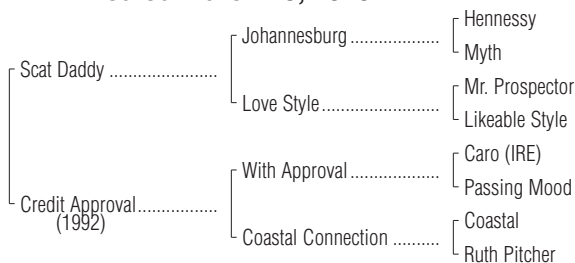 Hennessy
Johannesburg ....................
Myth
Scat Daddy ........................
Mr. Prospector
Love Style..........................
Likeable Style
Caro (IRE)
With Approval ....................
Passing Mood
Credit Approval..................
(1992)
Coastal
Coastal Connection ..........
Ruth Pitcher